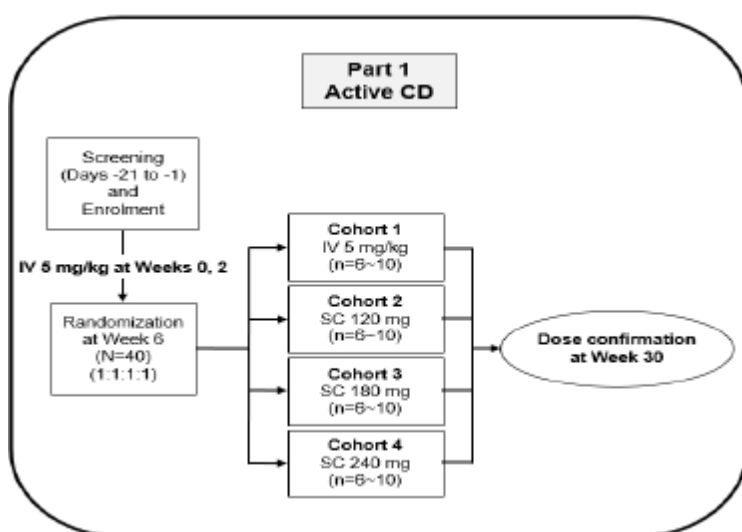 Part 1
Active CD
Screening
(Days -21 to -1)
and
Enrolment
IV 5 mg/kg at Weeks 0, 2
Randomization
at Week 6
(N=40)
(1:1:1:1)
Cohort 1
IV 5 mg/kg
(n=6~10)
Cohort 2
SC 120 mg
(n=6~10)
Cohort 3
SC 180 mg
(n=6~10)
Cohort 4
SC 240 mg
(n=6~10)
Dose confirmation
at Week 30